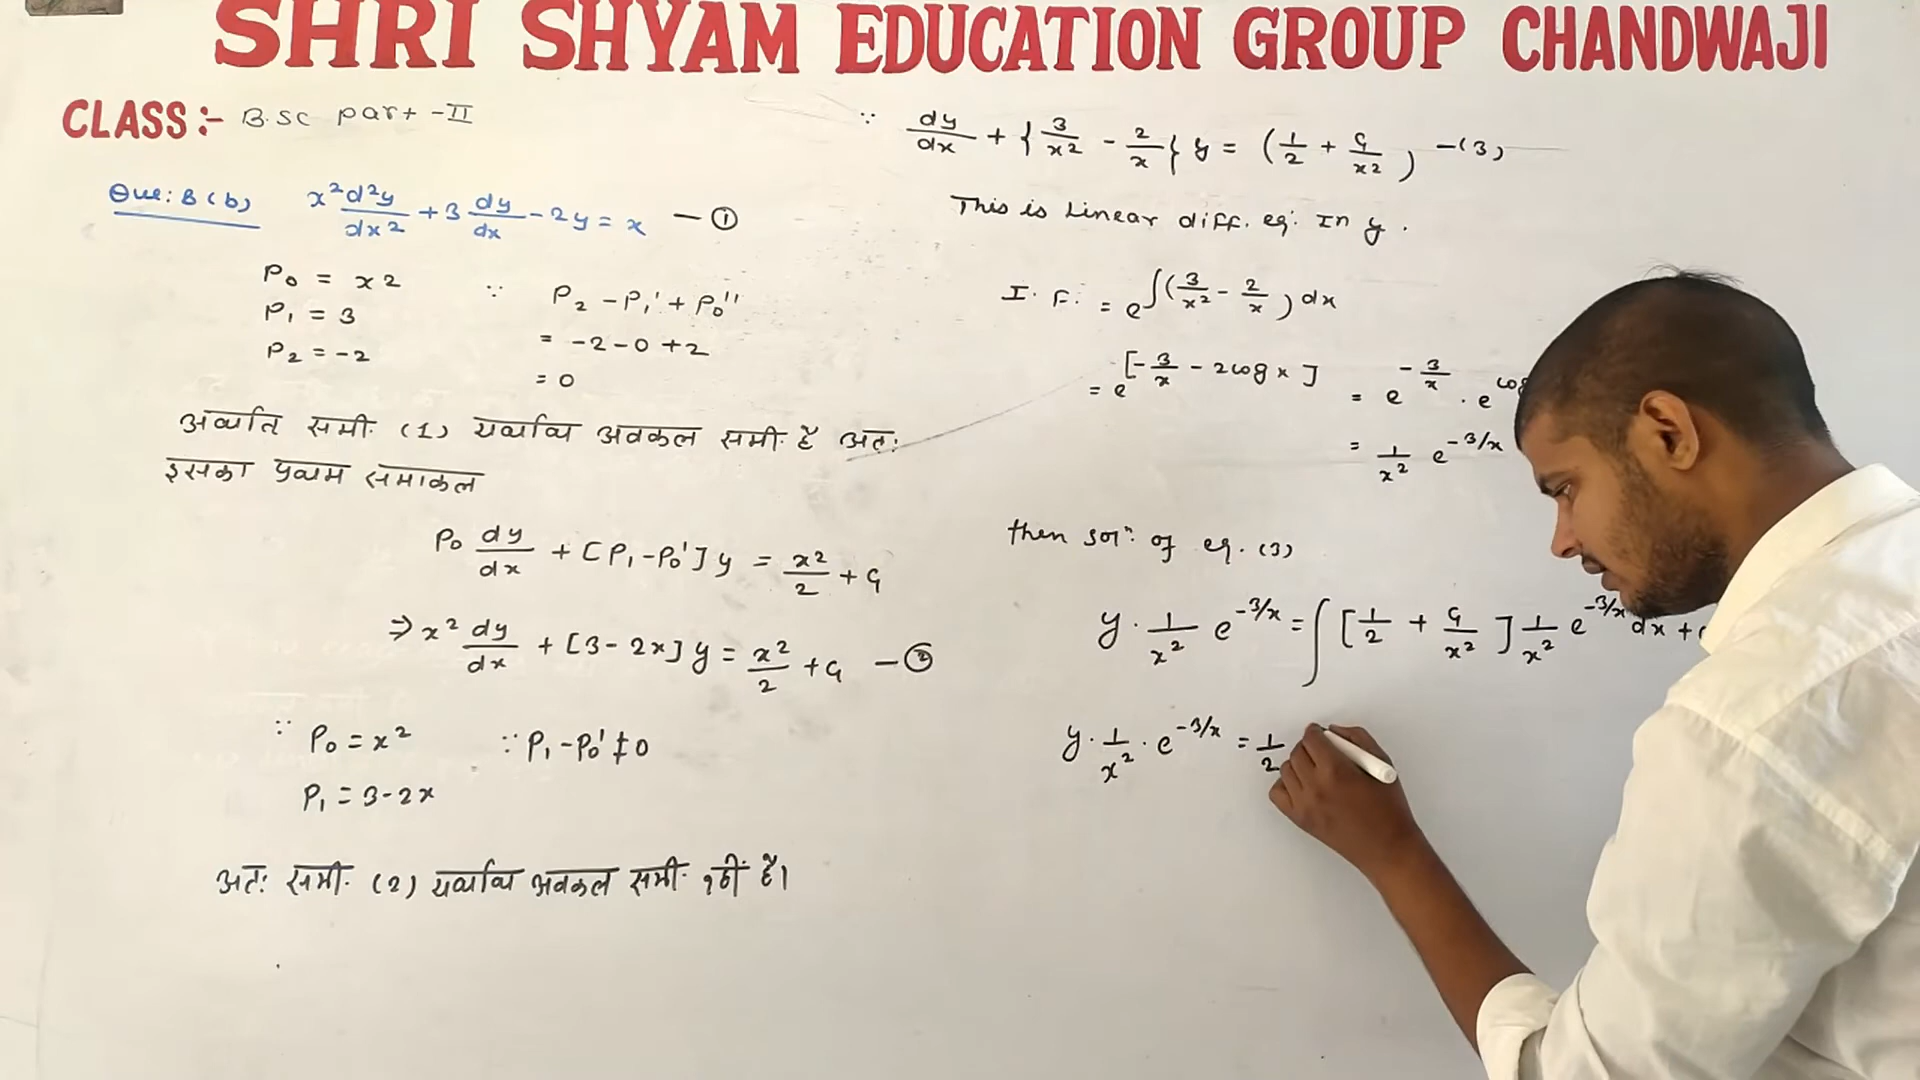 SHRI SHYAM EDUCATION GROUP CHANDWAJI
CLASS:- B.SC part -II
Que: 8 (b) x² d²y/dx² + 3 dy/dx - 2y = x — ①
P₀ = x²
P₁ = 3
P₂ = -2
∵ P₂ - P₁' + P₀''
= -2 - 0 + 2
= 0
अर्थात समी. (1) यथार्थ अवकल समी. है अतः
इसका प्रथम समाकल
P₀ dy/dx + [P₁ - P₀'] y = x²/2 + C₁
⇒ x² dy/dx + [3 - 2x] y = x²/2 + C₁ — ②
∵ P₀ = x² ∵ P₁ - P₀' ≠ 0
P₁ = 3 - 2x
अतः समी. (2) यथार्थ अवकल समी. नहीं है।
∵ dy/dx + {3/x² - 2/x} y = (1/2 + C₁/x²) —(3)
This is Linear diff. eq. In y.
I. F. = e^∫(3/x² - 2/x) dx
= e^[-3/x - 2logx] = e^-3/x . e^log
= 1/x² e^-3/x
then solⁿ: of eq. (3)
y . 1/x² e^-3/x = ∫ [1/2 + C₁/x²] 1/x² e^-3/x dx +
y . 1/x² . e^-3/x = 1/2